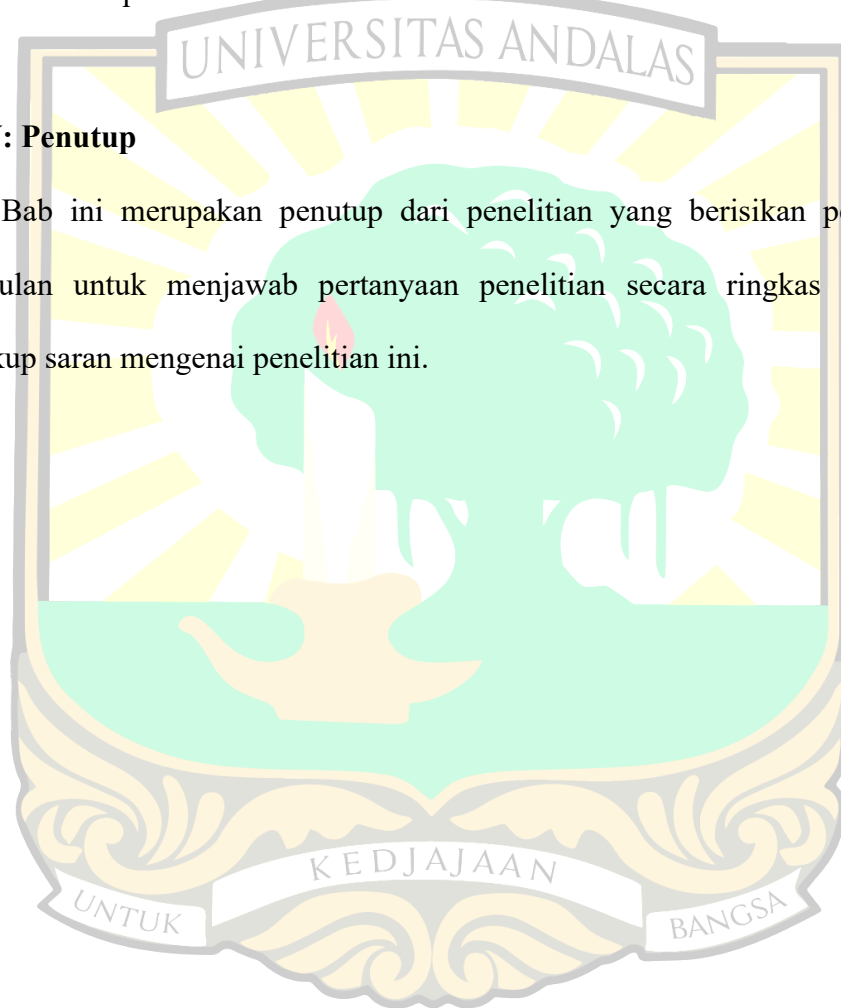 UNIVERSITAS ANDALAS
: Penutup
Bab ini merupakan penutup dari penelitian yang berisikan
ulan untuk menjawab pertanyaan penelitian secara ringkas
kup saran mengenai penelitian ini.
KEDJAJAAN
UNTUK
BANGSA